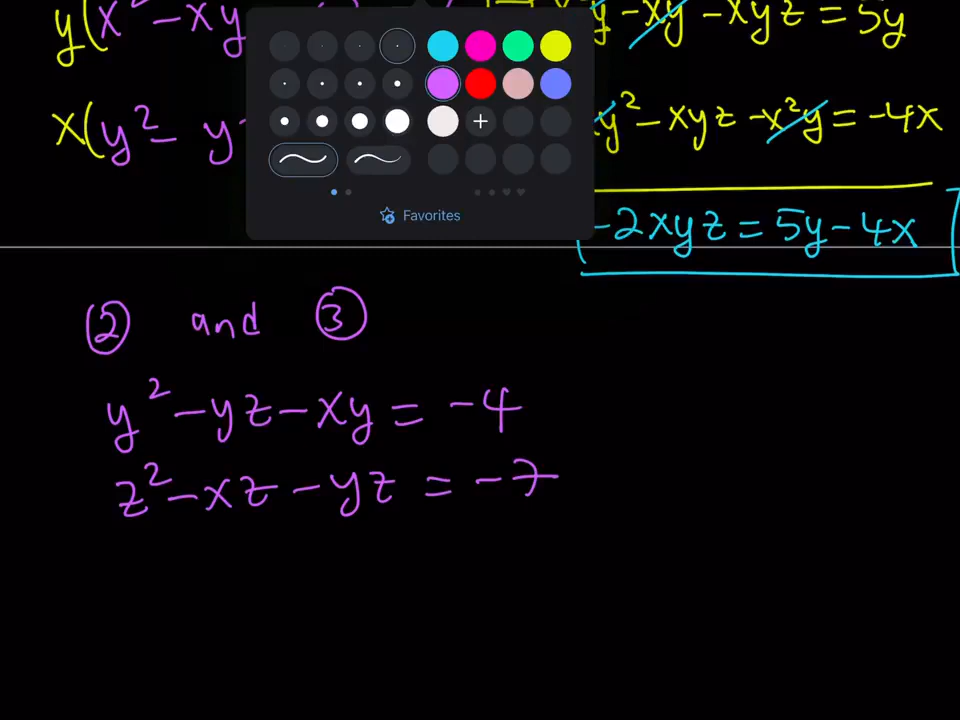 y(x² - xy
- xy - xyz = 5y
x(y² - y
y² - xyz - x²y = -4x
-2xyz = 5y - 4x
Favorites
② and ③
y² - yz - xy = -4
z² - xz - yz = -7